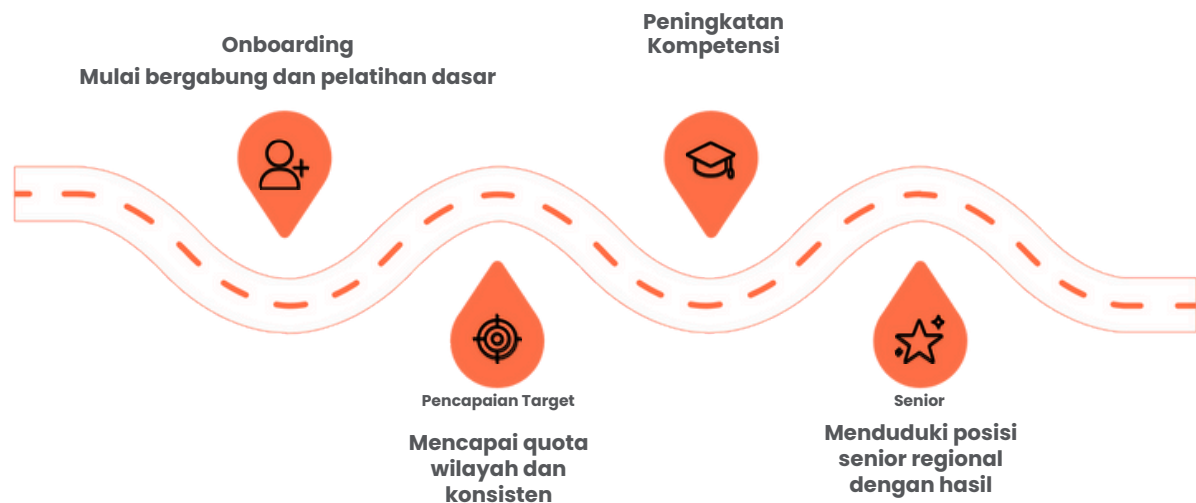 Onboarding
Mulai bergabung dan pelatihan dasar
Pencapaian Target
Mencapai quota
wilayah dan
konsisten
Peningkatan
Kompetensi
Senior
Menduduki posisi
senior regional
dengan hasil